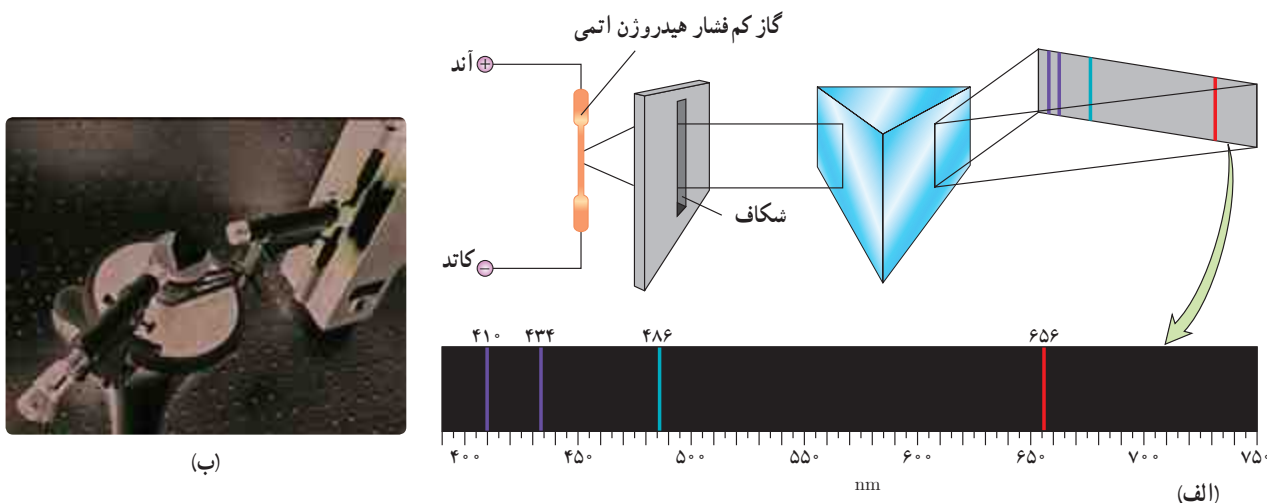 گاز کم فشار هیدروژن اتمی
آند
+
شکاف
کاتد
−
۴۱۰ ۴۳۴ ۴۸۶ ۶۵۶
۴۰۰ ۴۵۰ ۵۰۰ ۵۵۰ ۶۰۰ ۶۵۰ ۷۰۰ ۷۵۰
nm
(الف)
(ب)